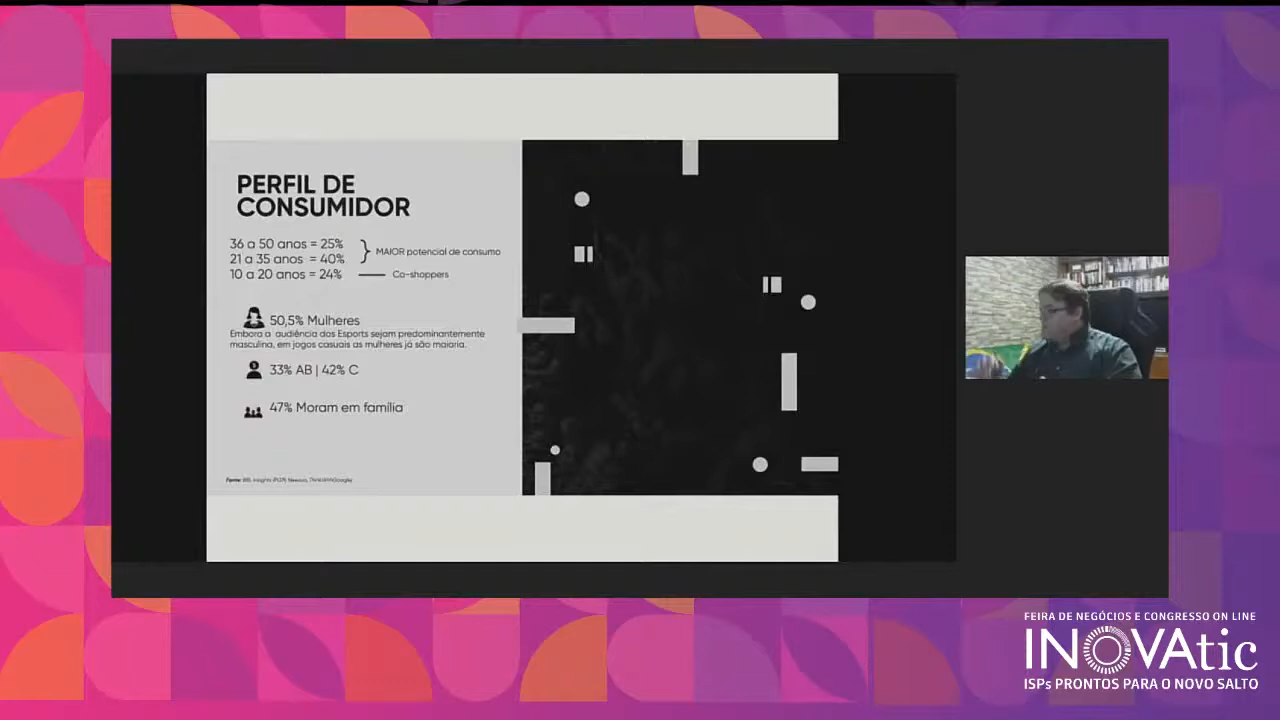 PERFIL DE
CONSUMIDOR
36 a 50 anos = 25%
21 a 35 anos = 40%
MAIOR potencial de consumo
10 a 20 anos = 24%
Co-shoppers
50,5% Mulheres
Embora a audiência dos Esports sejam predominantemente
masculina, em jogos casuais as mulheres já são maioria.
33% AB | 42% C
47% Moram em família
Fonte:
FEIRA DE NEGÓCIOS E CONGRESSO ON LINE
INOVAtic
ISPs PRONTOS PARA O NOVO SALTO